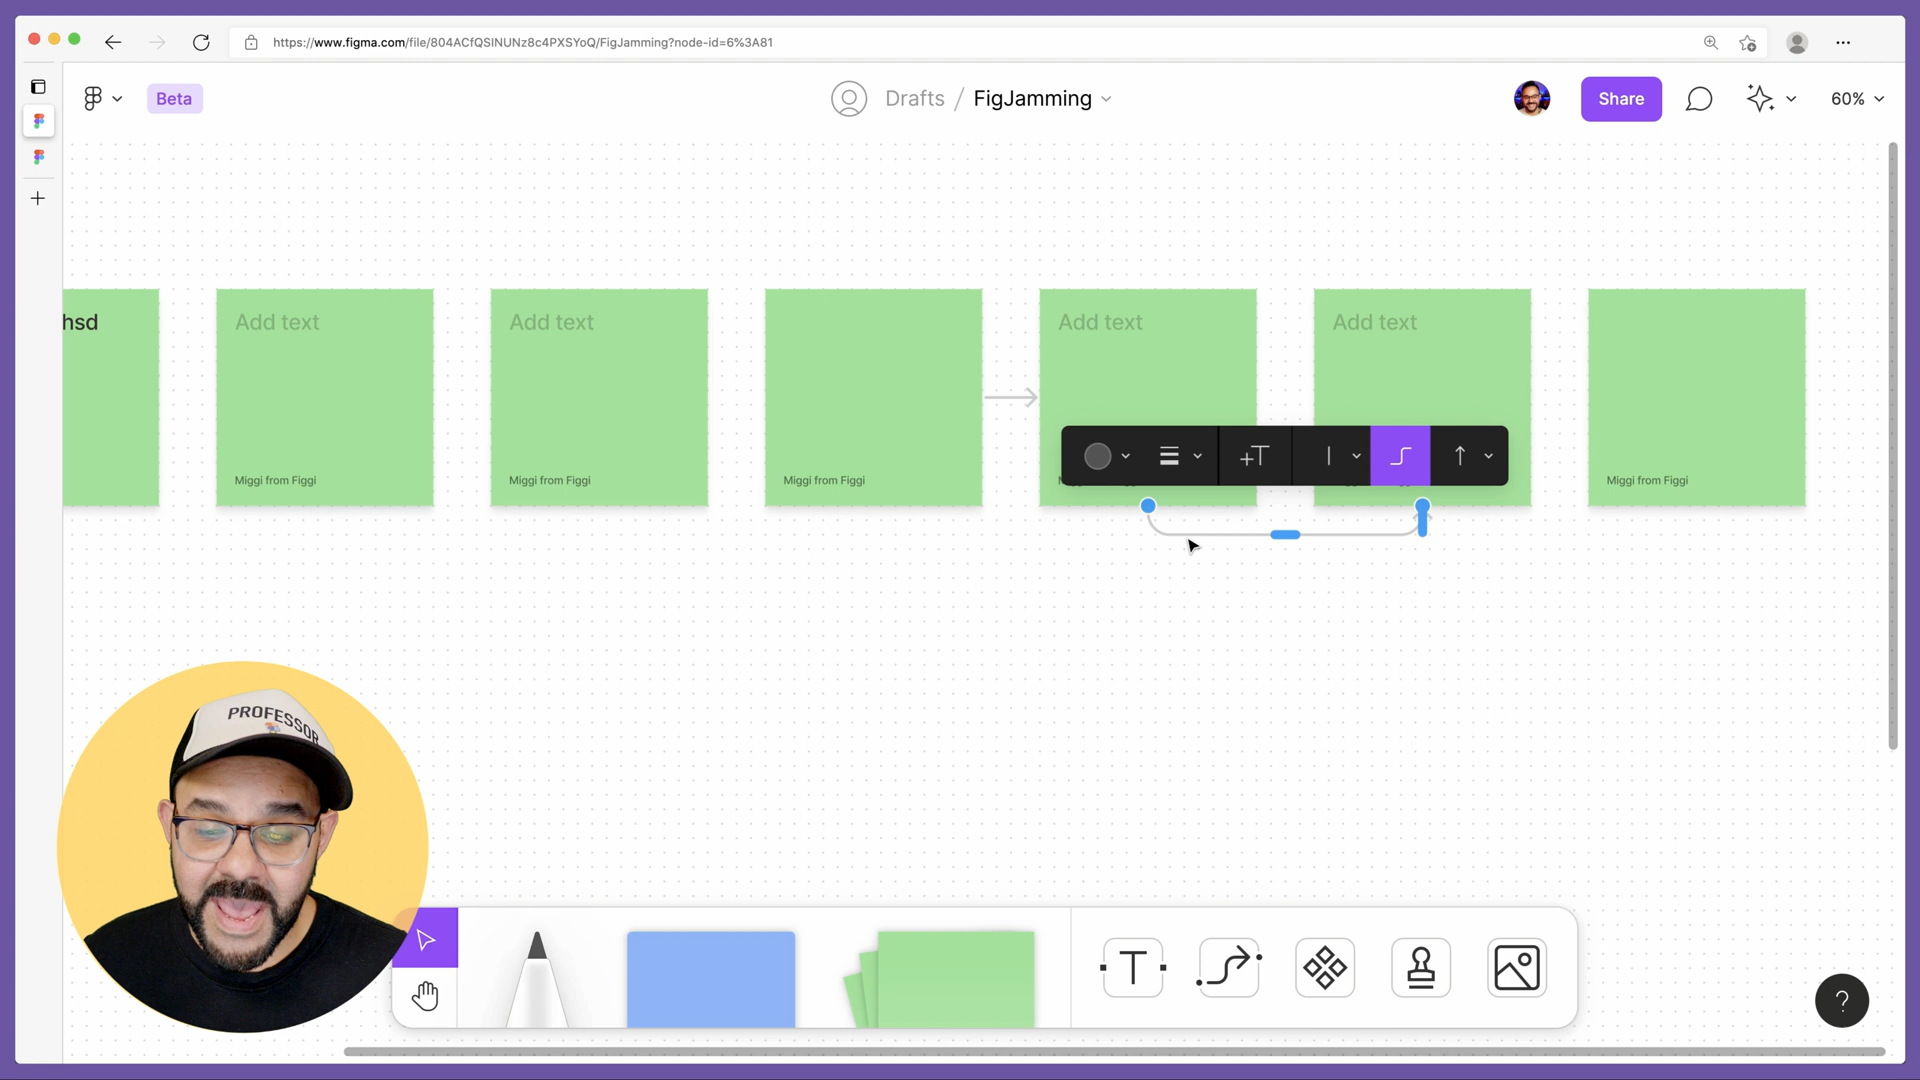 https://www.figma.com/file/804ACfQSINUNz8c4PXSYoQ/FigJamming?node-id=6%3A81
Beta
Drafts / FigJamming
Share
60%
hsd
Add text
Add text
Add text
Add text
Miggi from Figgi
Miggi from Figgi
Miggi from Figgi
Miggi from Figgi
PROFESSOR